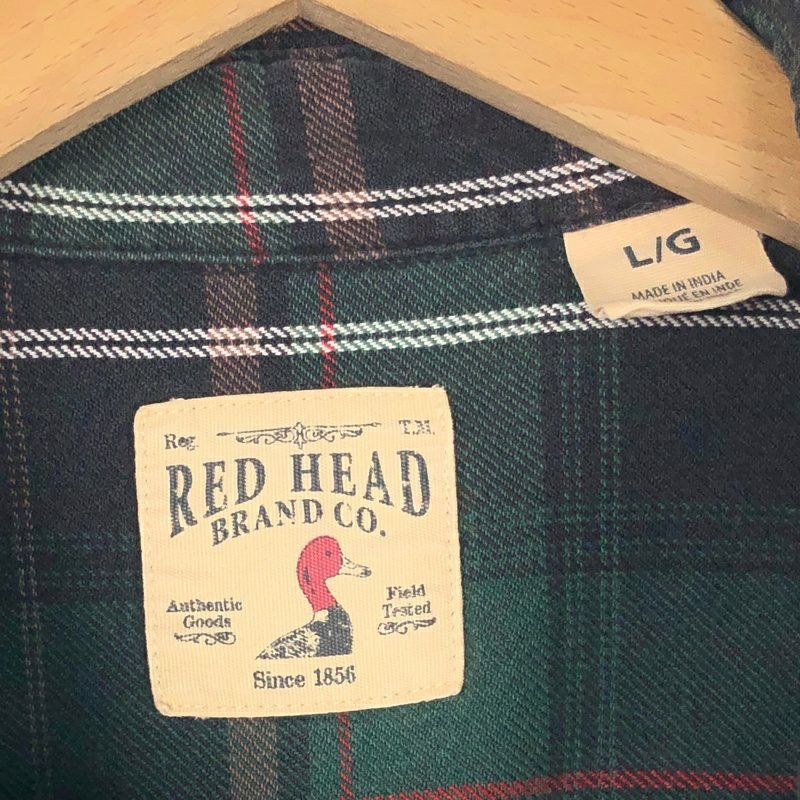 L/G
MADE IN INDIA
Reg. T.M.
RED HEAD
BRAND CO.
Authentic
Goods
Field
Tested
Since 1856